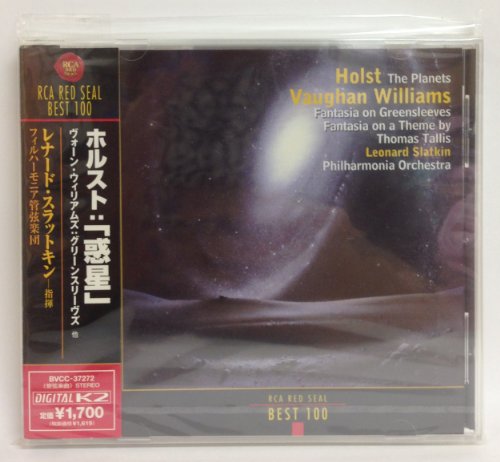 RCA
RED SEAL
BEST 100
ホルスト:「惑星」
ヴォーン・ウィリアムズ:グリーンスリーヴズ 他
レナード・スラットキン 指揮
フィルハーモニア管弦楽団
BVCC-37272
STEREO
DIGITAL K2
定価¥1,700
Holst The Planets
Vaughan Williams
Fantasia on Greensleeves
Fantasia on a Theme by
Thomas Tallis
Leonard Slatkin
Philharmonia Orchestra
RCA RED SEAL
BEST 100